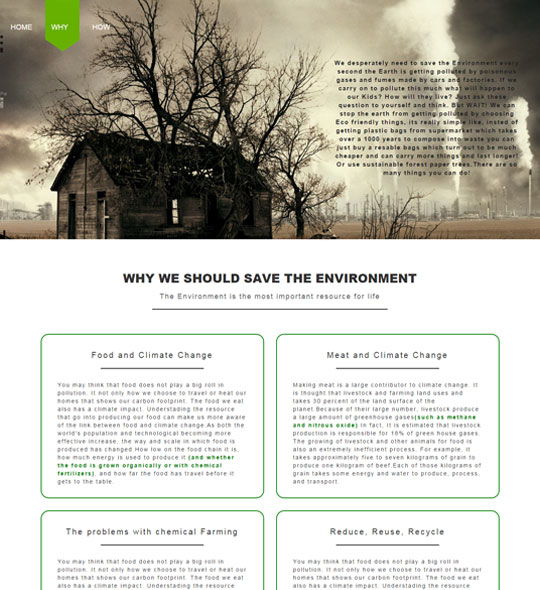 HOME WHY HOW
We desperately need to save the Environment every
second the Earth is getting polluted by poisonous
gases and fumes made by cars and factories. If we
carry on to pollute this much what will happen to
our Kids? How will they live? Just ask these
question to yourself and think. But WAIT! We can
stop the earth from getting polluted by choosing
Eco friendly things, its really simple like, insted of
getting plastic bags from supermarket which takes
over a 1000 years to compose into waste you can
just buy a resable bags which turn out to be much
cheaper and can carry more things and last longer!
Or use sustainable forest paper trees.There are so
many things you can do!
WHY WE SHOULD SAVE THE ENVIRONMENT
The Environment is the most important resource for life
Food and Climate Change
You may think that food does not play a big roll in
pollution. It not only how we choose to travel or heat our
homes that shows our carbon footprint. The food we eat
also has a climate impact. Understading the resource
that go into producing our food can make us more aware
of the link between food and climate change.As both the
world's population and technological becoming more
effective increase, the way and scale in which food is
produced has changed.How low on the food chain it is,
how much energy is used to produce it (and whether
the food is grown organically or with chemical
fertilizers), and how far the food has travel before it
gets to the table.
Meat and Climate Change
Making meat is a large contributor to climate change. It
is thought that livestock and farming land uses and
takes 30 percent of the land surface of the
planet.Because of their large number, livestock produce
a large amount of greenhouse gases(such as methane
and nitrous oxide) In fact, It is estimated that livestock
production is responsible for 18% of green house gases.
The growing of livestock and other animals for food is
also an extremely inefficient process. For example, it
takes approximately five to seven kilograms of grain to
produce one kilogram of beef.Each of those kilograms of
grain takes some energy and water to produce, process,
and transport.
The problems with chemical Farming
You may think that food does not play a big roll in
pollution. It not only how we choose to travel or heat our
homes that shows our carbon footprint. The food we eat
also has a climate impact. Understading the resource
Reduce, Reuse, Recycle
You may think that food does not play a big roll in
pollution. It not only how we choose to travel or heat our
homes that shows our carbon footprint. The food we eat
also has a climate impact. Understading the resource